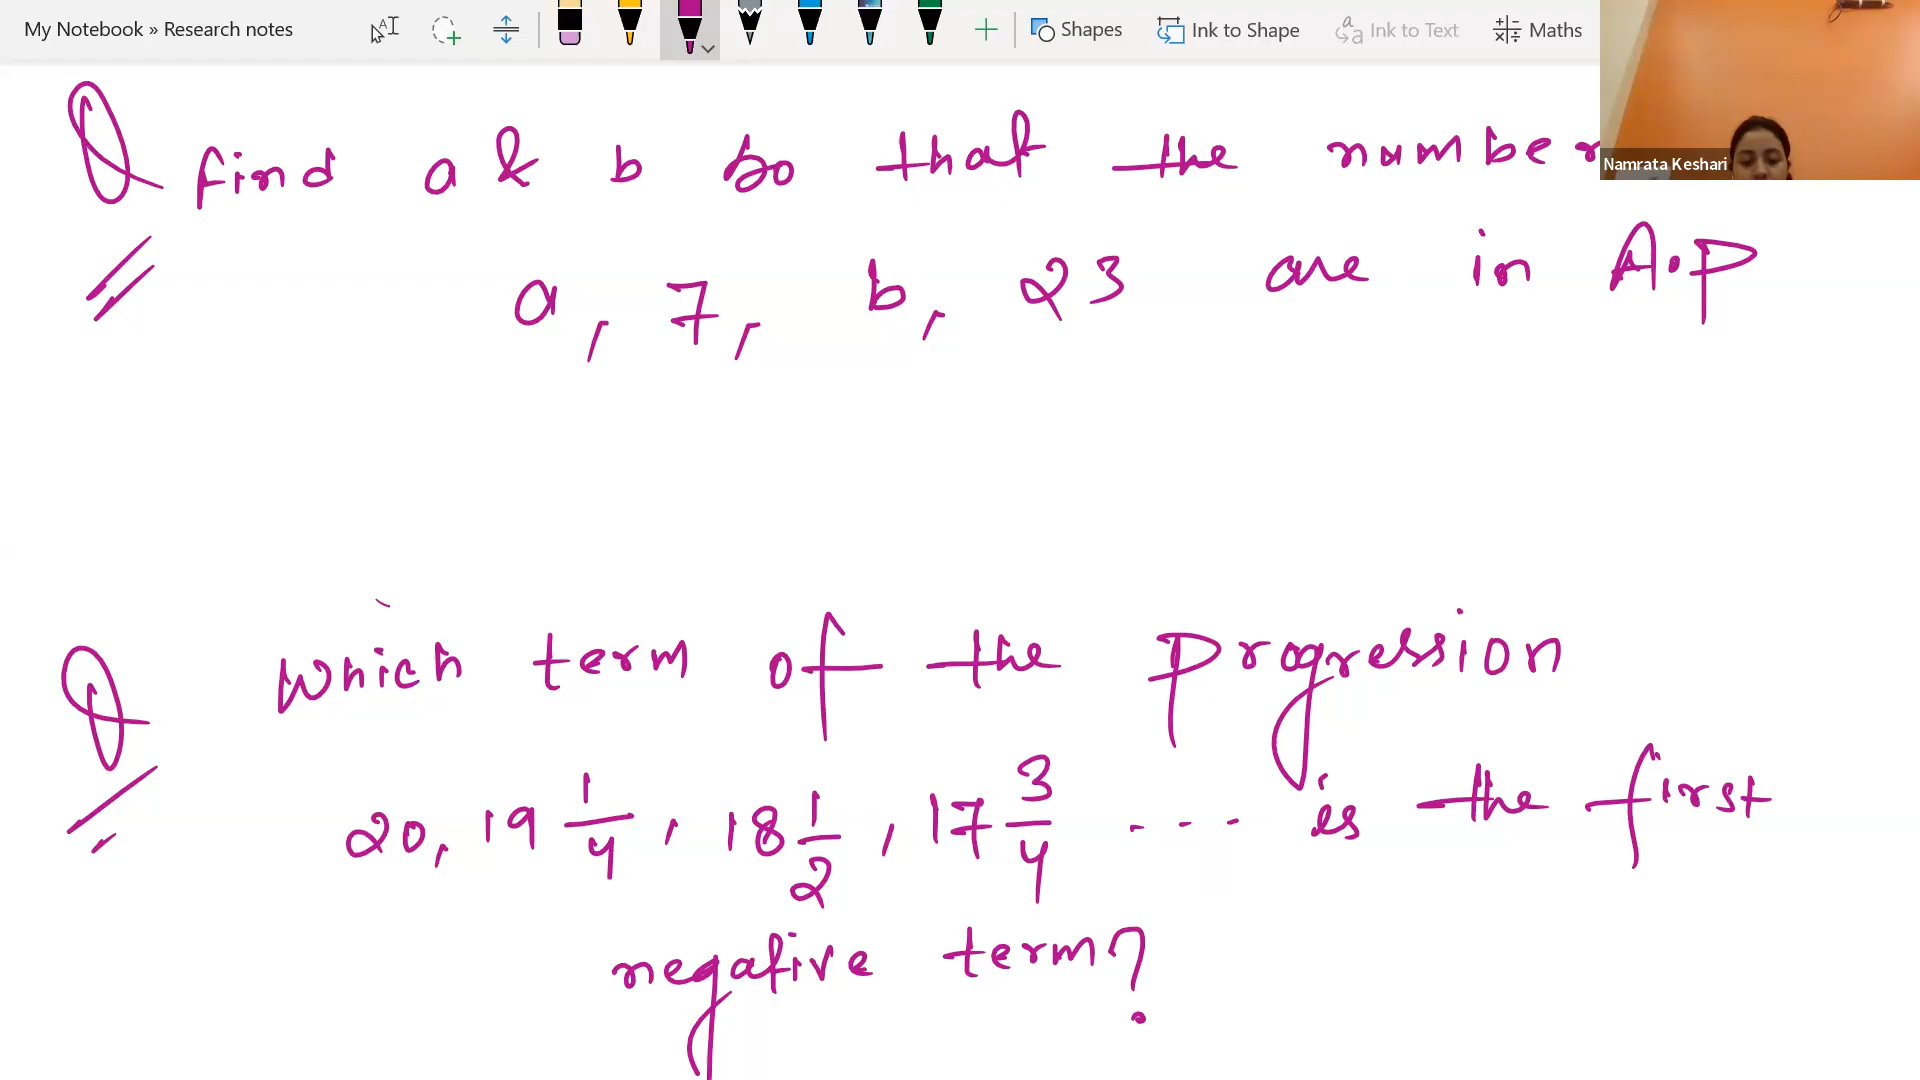 My Notebook » Research notes
Shapes
Ink to Shape
Ink to Text
Maths
Namrata Keshari
Q find a & b so that the number
a, 7, b, 23 are in A.P
Q Which term of the progression
20, 19 1/4, 18 1/2, 17 3/4 ... is the first
negative term?